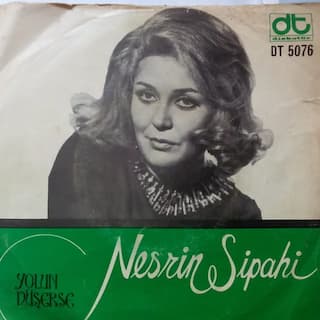 dt
diskotür
DT 5076
Nesrin Sipahi
YOLUN
DÜŞERSE